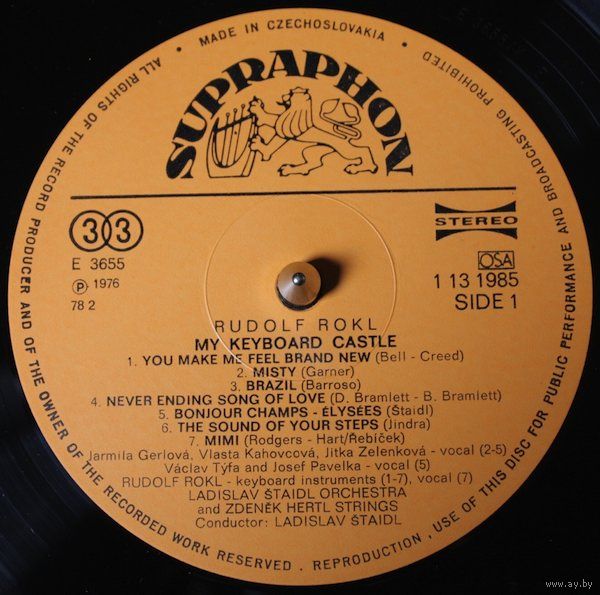 ALL RIGHTS OF THE RECORD PRODUCER AND OF THE OWNER OF THE RECORDED WORK RESERVED . REPRODUCTION , USE OF THIS DISC FOR PUBLIC PERFORMANCE AND BROADCASTING PROHIBITED
• MADE IN CZECHOSLOVAKIA •
SUPRAPHON
33
STEREO
E 3655
OSA
℗ 1976
1 13 1985
78 2
SIDE 1
RUDOLF ROKL
MY KEYBOARD CASTLE
1. YOU MAKE ME FEEL BRAND NEW (Bell - Creed)
2. MISTY (Garner)
3. BRAZIL (Barroso)
4. NEVER ENDING SONG OF LOVE (D. Bramlett - B. Bramlett)
5. BONJOUR CHAMPS - ÉLYSÉES (Štaidl)
6. THE SOUND OF YOUR STEPS (Jindra)
7. MIMI (Rodgers - Hart/Řebíček)
Jarmila Gerlová, Vlasta Kahovcová, Jitka Zelenková - vocal (2-5)
Václav Týfa and Josef Pavelka - vocal (5)
RUDOLF ROKL - keyboard instruments (1-7), vocal (7)
LADISLAV ŠTAIDL ORCHESTRA
and ZDENĚK HERTL STRINGS
Conductor: LADISLAV ŠTAIDL
www.ay.by